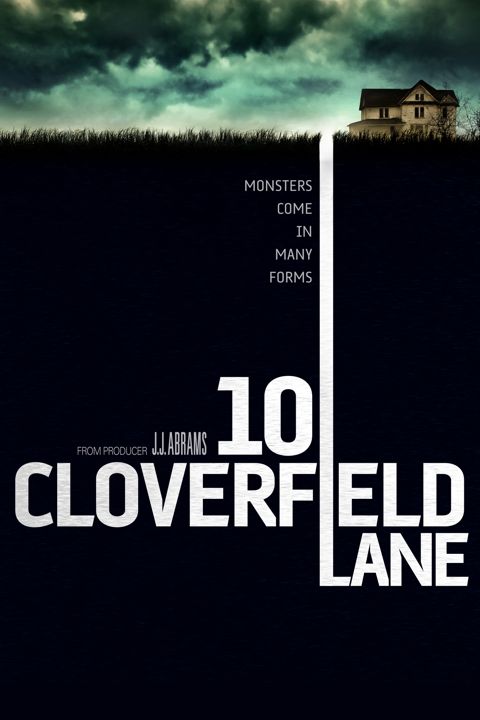 MONSTERS
COME
IN
MANY
FORMS
FROM PRODUCER J.J. ABRAMS
10
CLOVERFIELD
LANE